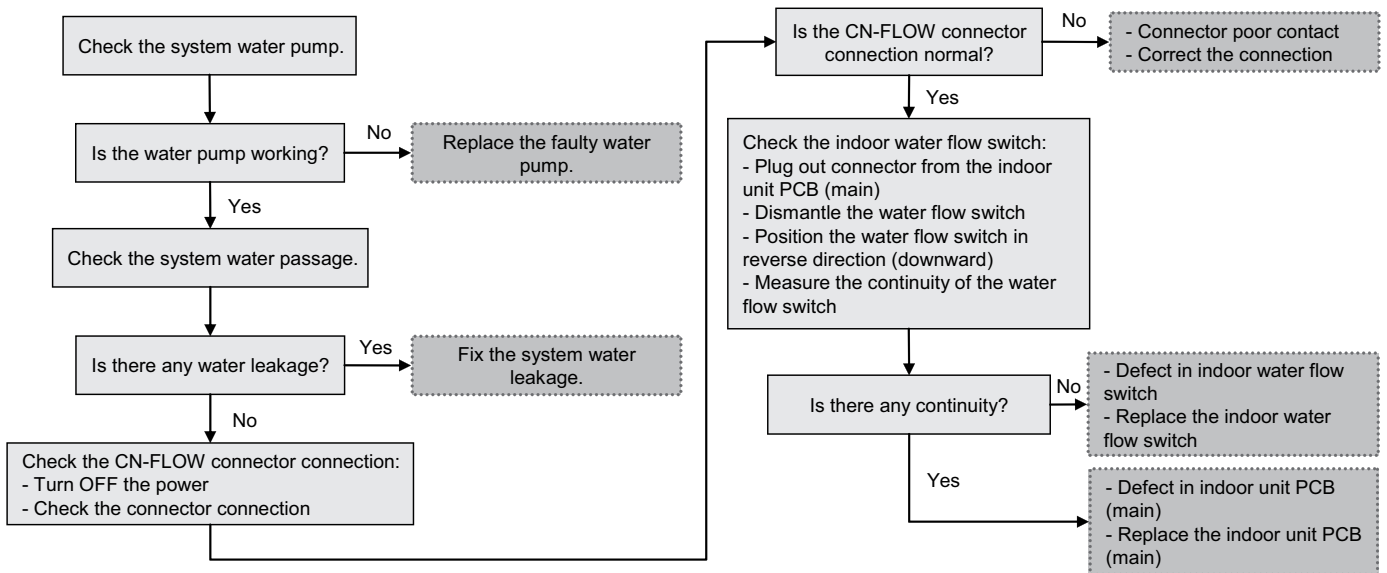 Check the system water pump.
Is the water pump working?
No
Replace the faulty water
pump.
Yes
Check the system water passage.
Is there any water leakage?
Yes
Fix the system water
leakage.
No
Check the CN-FLOW connector connection:
- Turn OFF the power
- Check the connector connection
Is the CN-FLOW connector
connection normal?
No
- Connector poor contact
- Correct the connection
Yes
Check the indoor water flow switch:
- Plug out connector from the indoor
unit PCB (main)
- Dismantle the water flow switch
- Position the water flow switch in
reverse direction (downward)
- Measure the continuity of the water
flow switch
Is there any continuity?
No
- Defect in indoor water flow
switch
- Replace the indoor water
flow switch
Yes
- Defect in indoor unit PCB
(main)
- Replace the indoor unit PCB
(main)